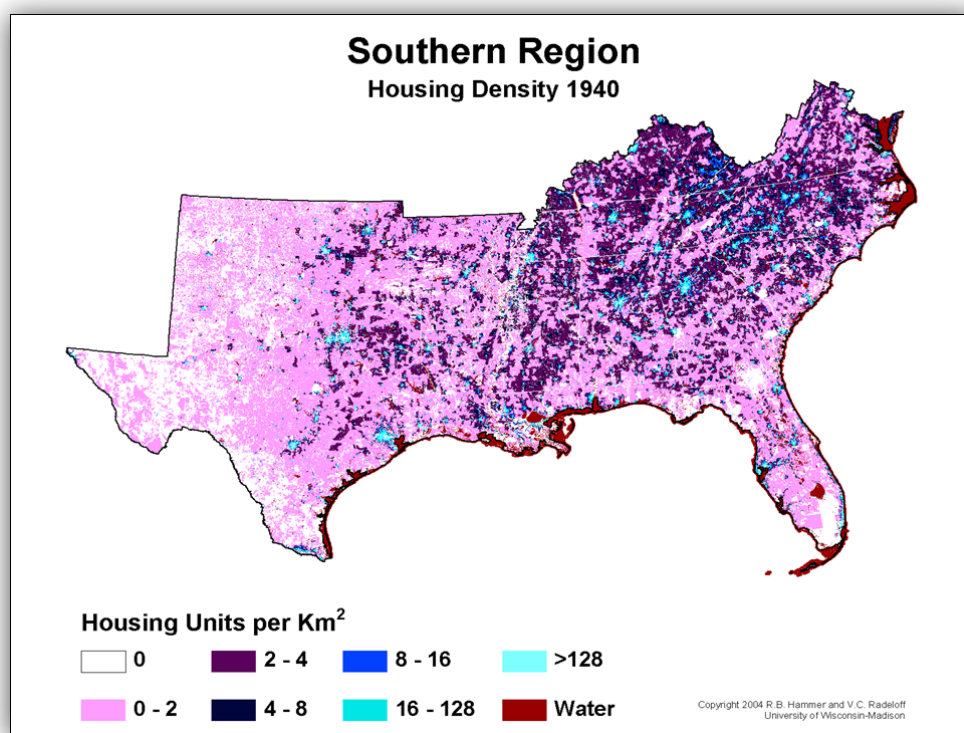 Southern Region
Housing Density 1940
Housing Units per Km²
0
2 - 4
8 - 16
>128
0 - 2
4 - 8
16 - 128
Water
Copyright 2004 R.B. Hammer and V.C. Radeloff
University of Wisconsin-Madison